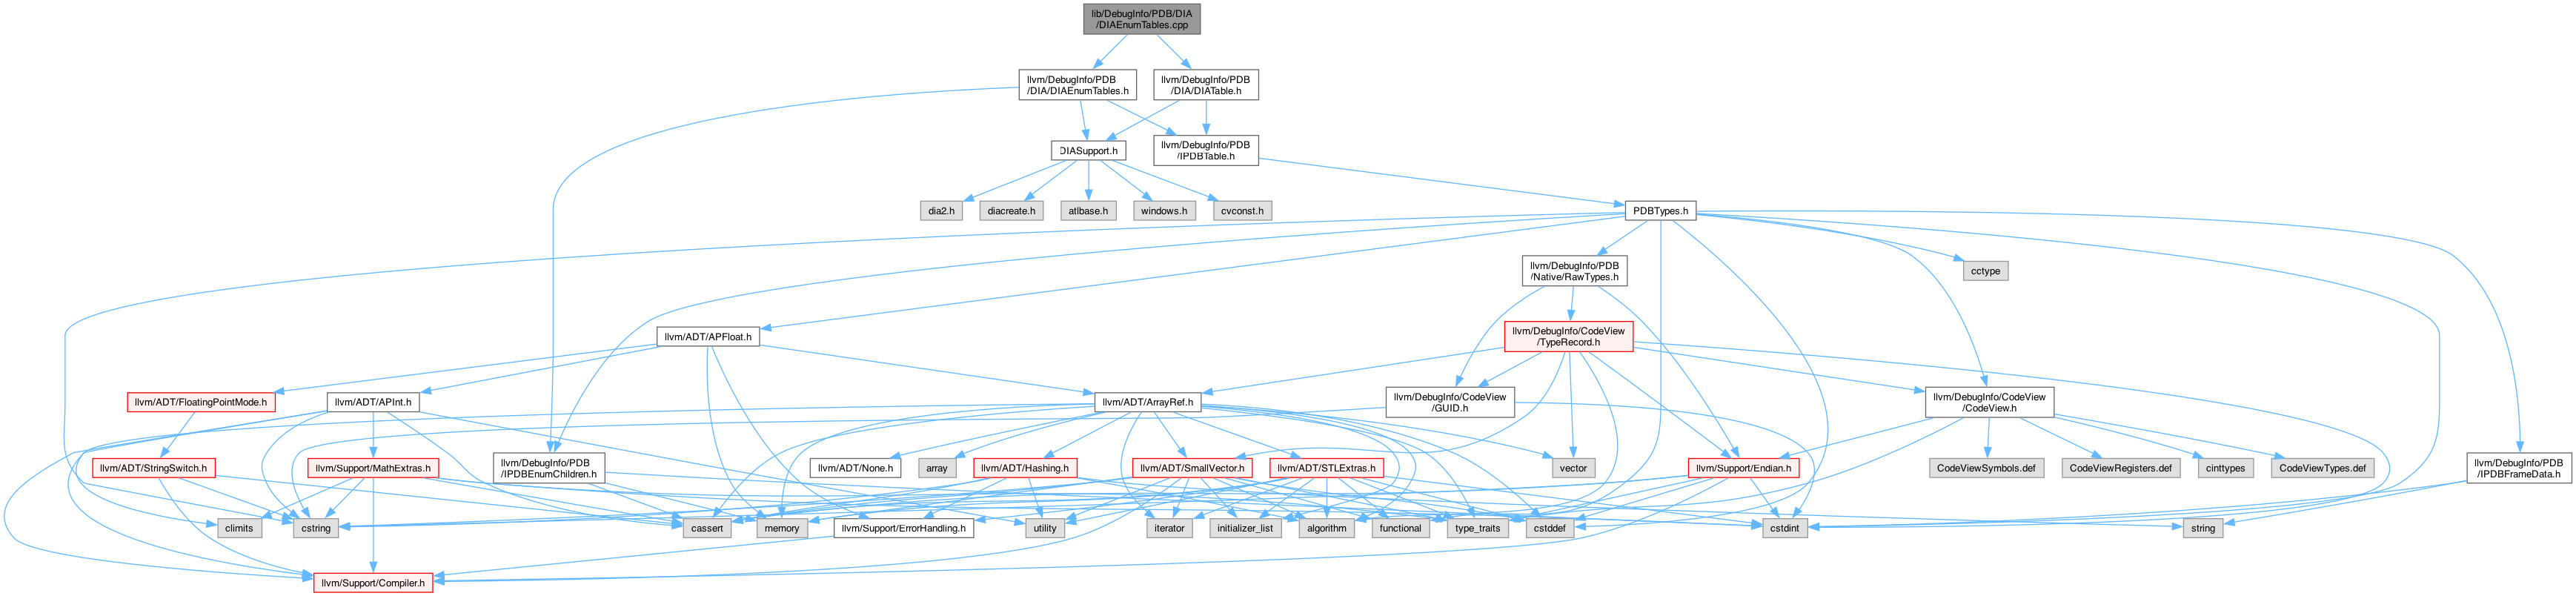 lib/DebugInfo/PDB/DIA
/DIAEnumTables.cpp
llvm/DebugInfo/PDB
/DIA/DIAEnumTables.h
llvm/DebugInfo/PDB
/DIA/DIATable.h
DIASupport.h
llvm/DebugInfo/PDB
/IPDBTable.h
dia2.h
diacreate.h
atlbase.h
windows.h
cvconst.h
PDBTypes.h
llvm/DebugInfo/PDB
/Native/RawTypes.h
cctype
llvm/ADT/APFloat.h
llvm/DebugInfo/CodeView
/TypeRecord.h
llvm/ADT/FloatingPointMode.h
llvm/ADT/APInt.h
llvm/ADT/ArrayRef.h
llvm/DebugInfo/CodeView
/GUID.h
llvm/DebugInfo/CodeView
/CodeView.h
llvm/ADT/StringSwitch.h
llvm/Support/MathExtras.h
llvm/DebugInfo/PDB
/IPDBEnumChildren.h
llvm/ADT/None.h
array
llvm/ADT/Hashing.h
llvm/ADT/SmallVector.h
llvm/ADT/STLExtras.h
vector
llvm/Support/Endian.h
CodeViewSymbols.def
CodeViewRegisters.def
cinttypes
CodeViewTypes.def
llvm/DebugInfo/PDB
/IPDBFrameData.h
climits
cstring
cassert
memory
llvm/Support/ErrorHandling.h
utility
iterator
initializer_list
algorithm
functional
type_traits
cstddef
cstdint
string
llvm/Support/Compiler.h